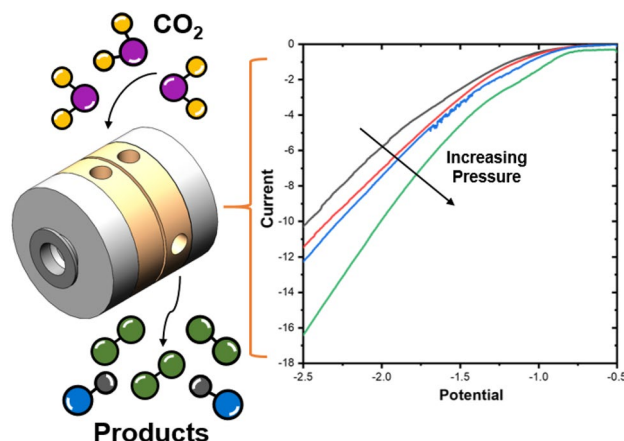 CO₂
0
-2
-4
-6
-8
-10
-12
-14
-16
-18
Current
Increasing
Pressure
-2.5
-2.0
-1.5
-1.0
-0.5
Potential
Products